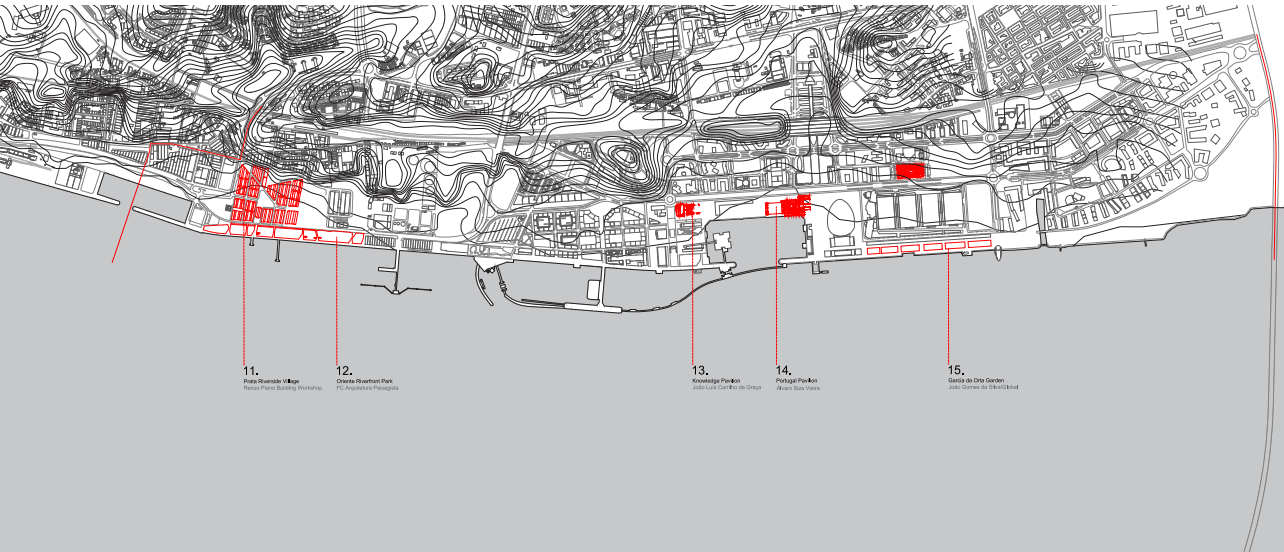 11.
Prata Riverside Village
Renzo Piano Building Workshop
12.
Oriente Riverfront Park
FC Arquitetura Paisagista
13.
Knowledge Pavilion
João Luís Carrilho da Graça
14.
Portugal Pavilion
Álvaro Siza Vieira
15.
Garcia da Orta Garden
João Gomes da Silva/Global